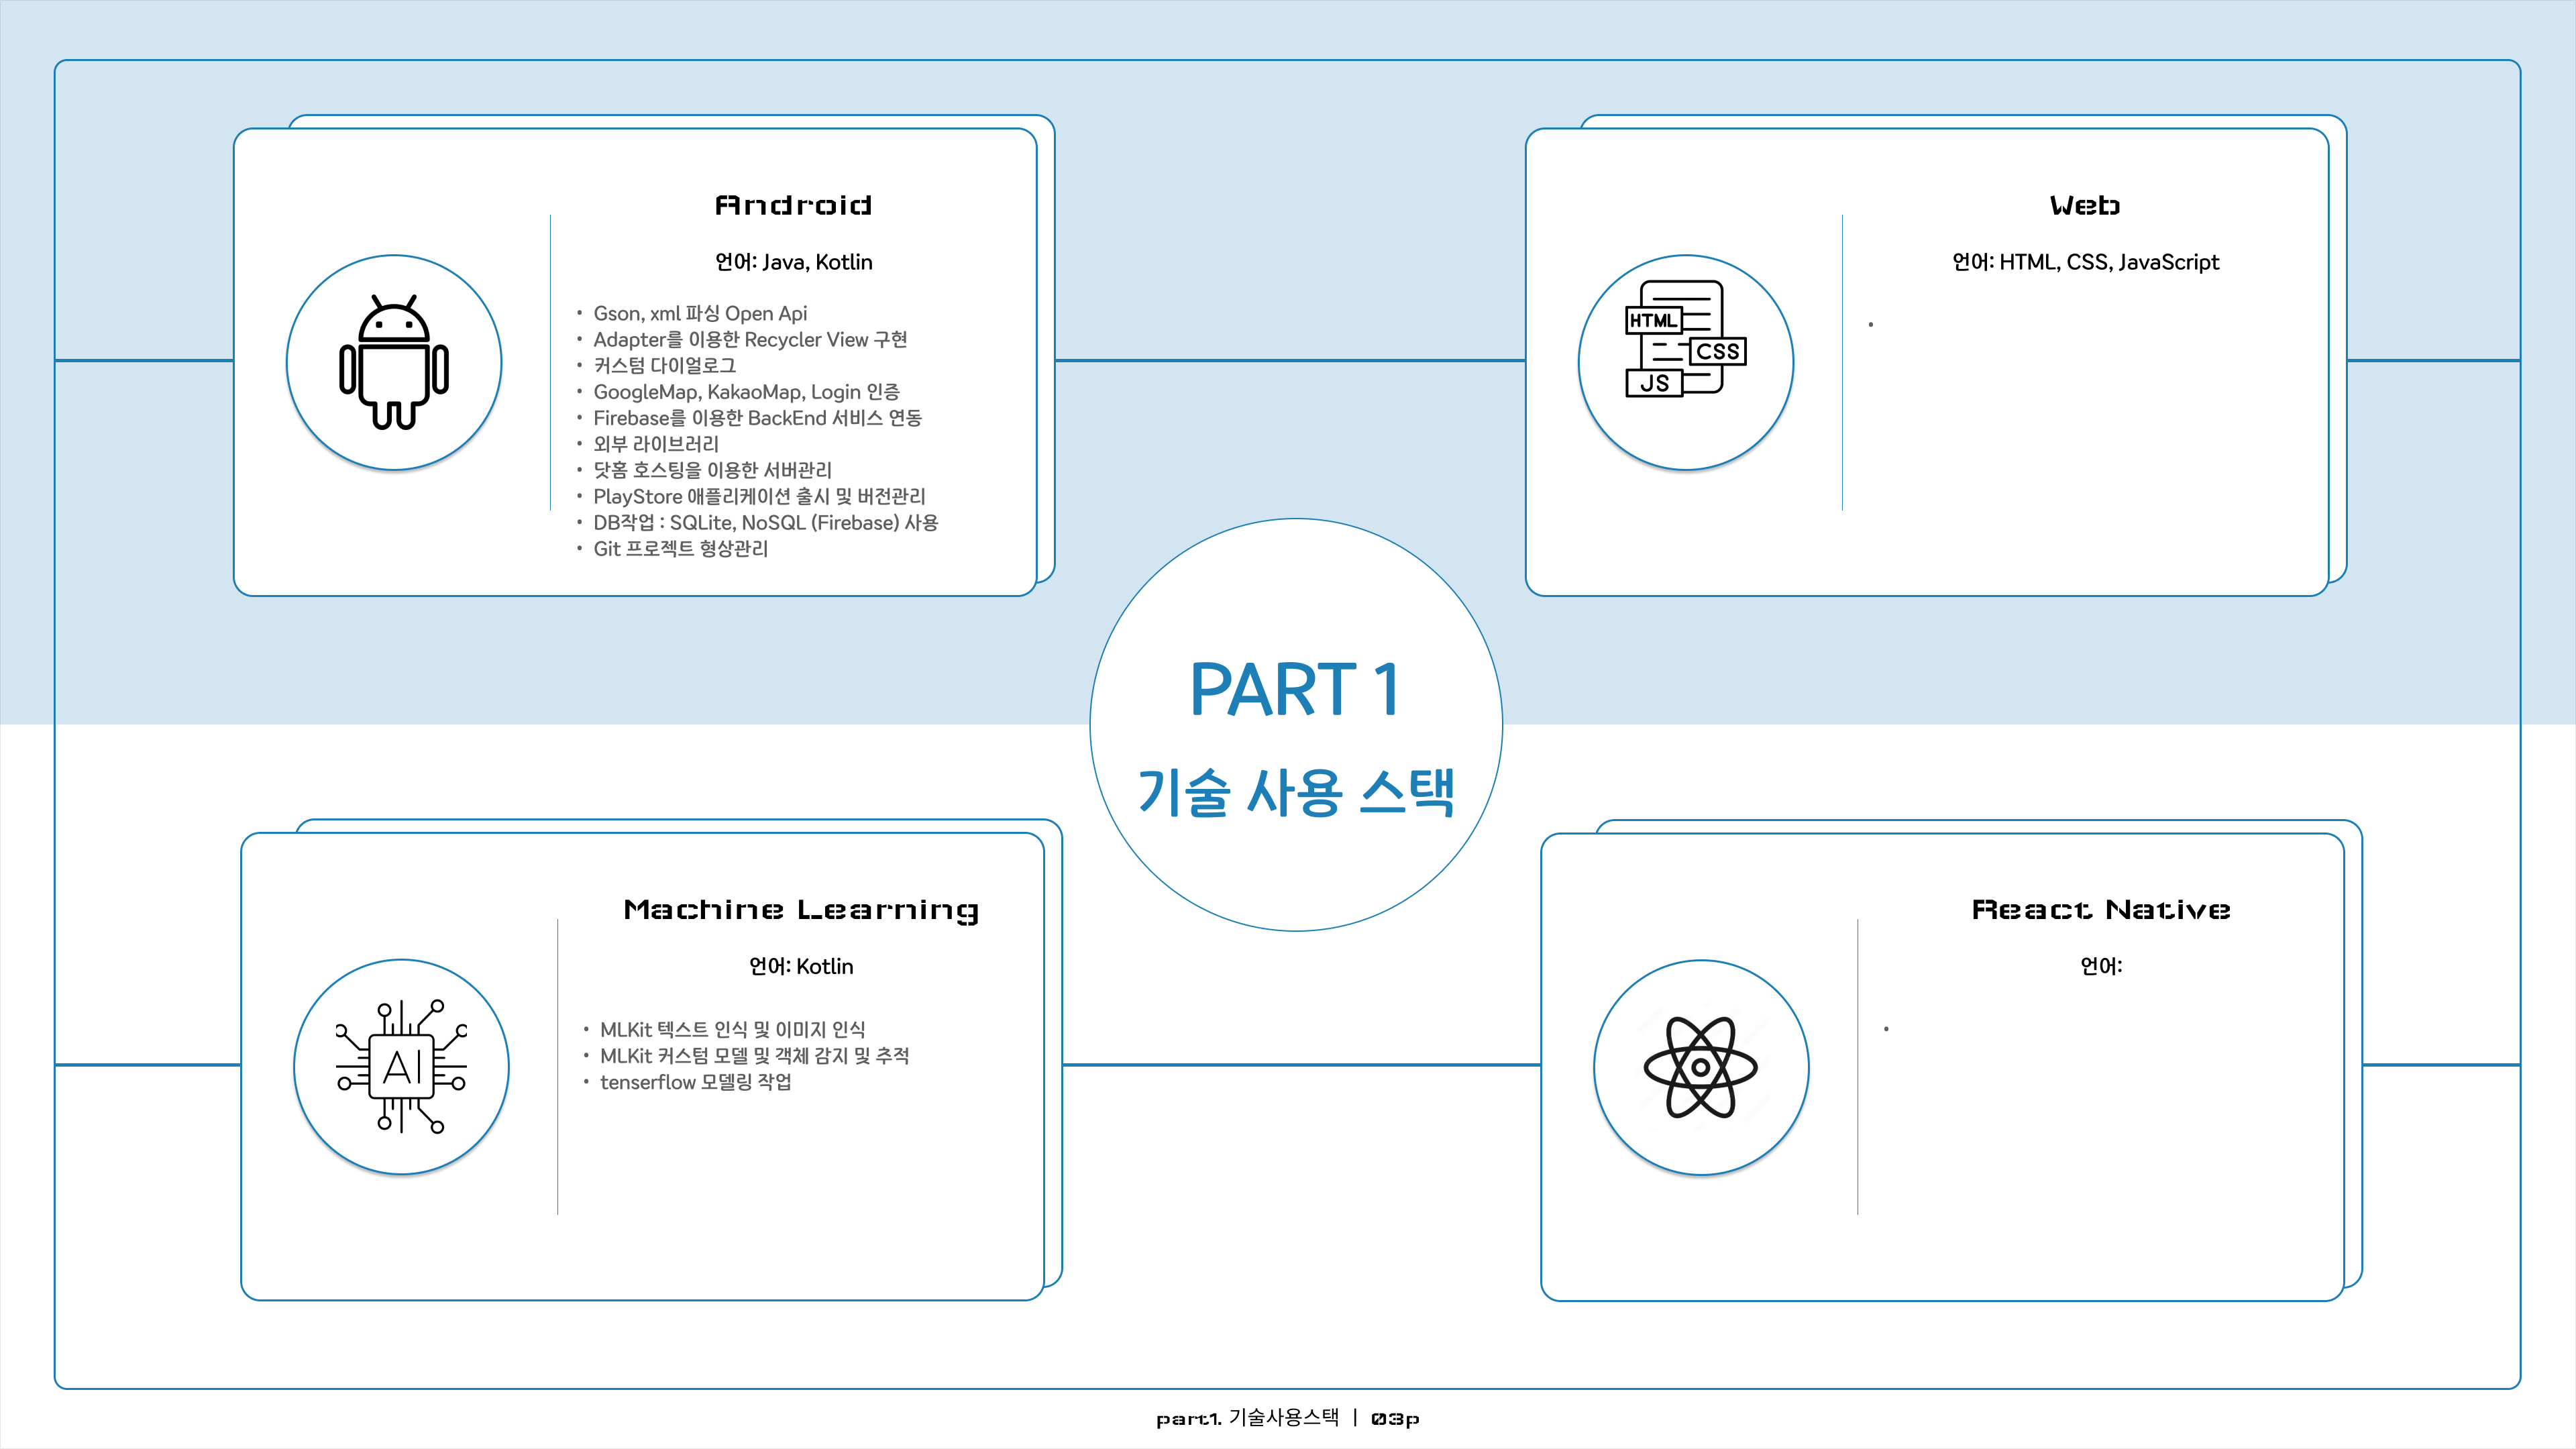 Android
언어: Java, Kotlin
• Gson, xml 파싱 Open Api
• Adapter를 이용한 Recycler View 구현
• 커스텀 다이얼로그
• GoogleMap, KakaoMap, Login 인증
• Firebase를 이용한 BackEnd 서비스 연동
• 외부 라이브러리
• 닷홈 호스팅을 이용한 서버관리
• PlayStore 애플리케이션 출시 및 버전관리
• DB작업 : SQLite, NoSQL (Firebase) 사용
• Git 프로젝트 형상관리
Web
언어: HTML, CSS, JavaScript
•
HTML
CSS
JS
PART 1
기술 사용 스택
Machine Learning
언어: Kotlin
• MLKit 텍스트 인식 및 이미지 인식
• MLKit 커스텀 모델 및 객체 감지 및 추적
• tenserflow 모델링 작업
AI
React Native
언어:
•
part1. 기술사용스택 | 03p